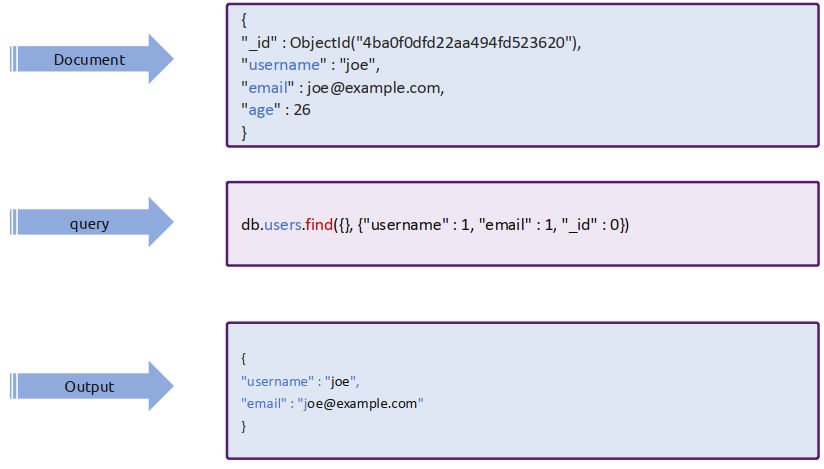 Document
{
"_id" : ObjectId("4ba0f0dfd22aa494fd523620"),
"username" : "joe",
"email" : joe@example.com,
"age" : 26
}
query
db.users.find({}, {"username" : 1, "email" : 1, "_id" : 0})
Output
{
"username" : "joe",
"email" : "joe@example.com"
}